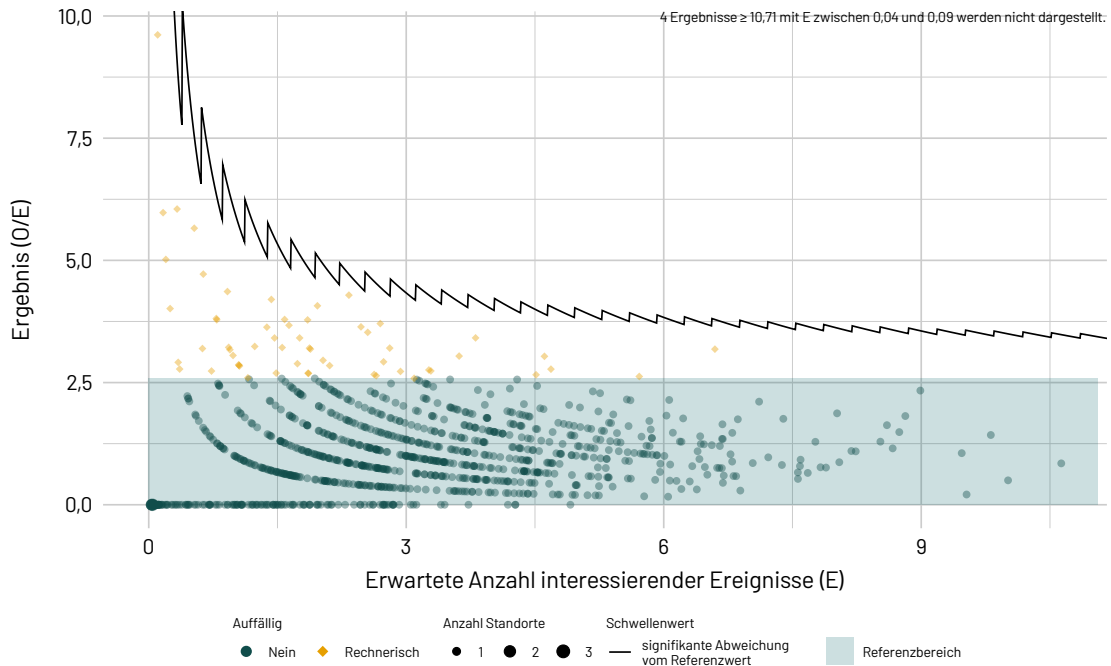 4 Ergebnisse ≥ 10,71 mit E zwischen 0,04 und 0,09 werden nicht dargestellt.
10,0
7,5
5,0
2,5
0,0
Ergebnis (O/E)
0 3 6 9
Erwartete Anzahl interessierender Ereignisse (E)
Auffällig Anzahl Standorte Schwellenwert
Nein Rechnerisch 1 2 3 signifikante Abweichung Referenzbereich
vom Referenzwert